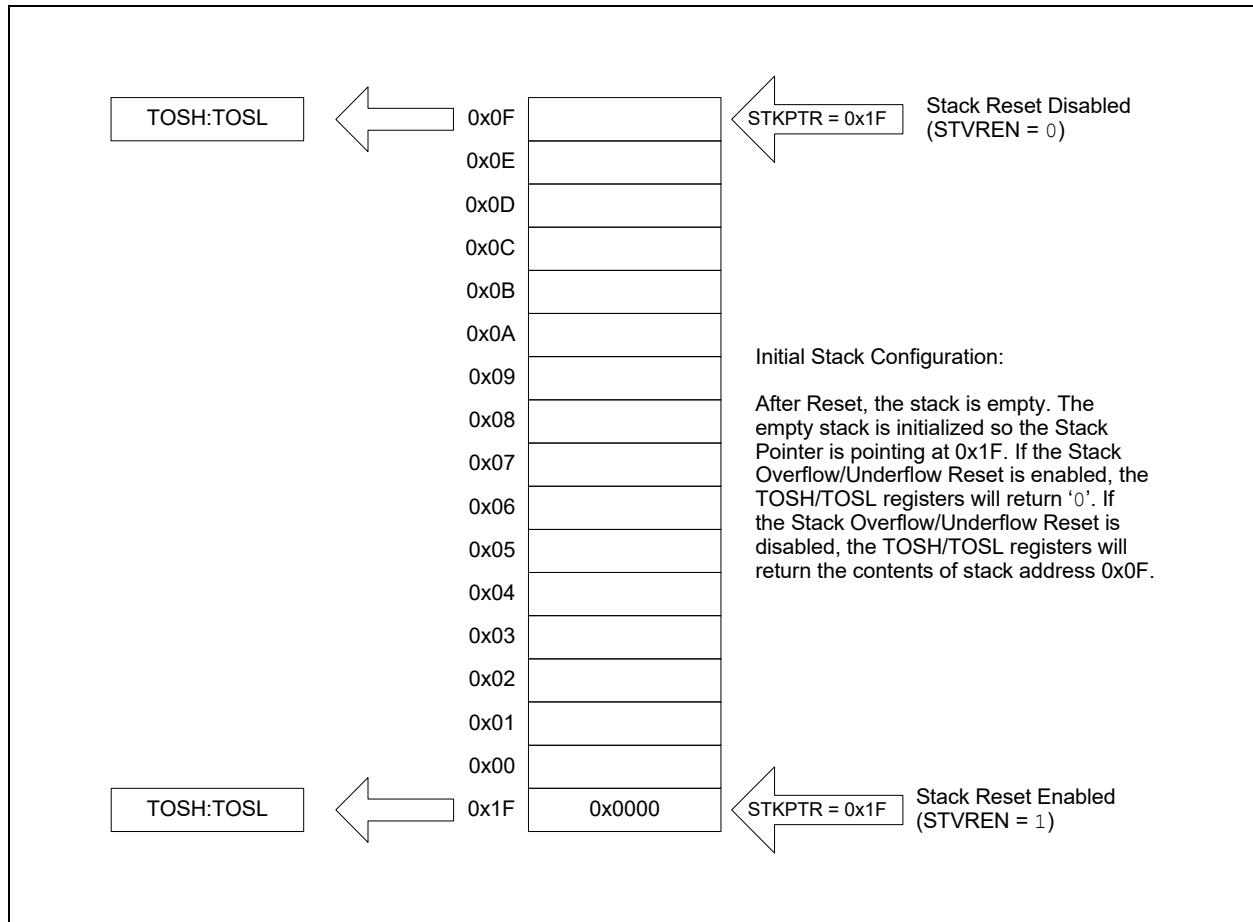 TOSH:TOSL
0x0F
STKPTR = 0x1F
Stack Reset Disabled
(STVREN = 0)
0x0E
0x0D
0x0C
0x0B
0x0A
0x09
0x08
0x07
0x06
0x05
0x04
0x03
0x02
0x01
0x00
Initial Stack Configuration:
After Reset, the stack is empty. The
empty stack is initialized so the Stack
Pointer is pointing at 0x1F. If the Stack
Overflow/Underflow Reset is enabled, the
TOSH/TOSL registers will return ‘0’. If
the Stack Overflow/Underflow Reset is
disabled, the TOSH/TOSL registers will
return the contents of stack address 0x0F.
TOSH:TOSL
0x1F
0x0000
STKPTR = 0x1F
Stack Reset Enabled
(STVREN = 1)